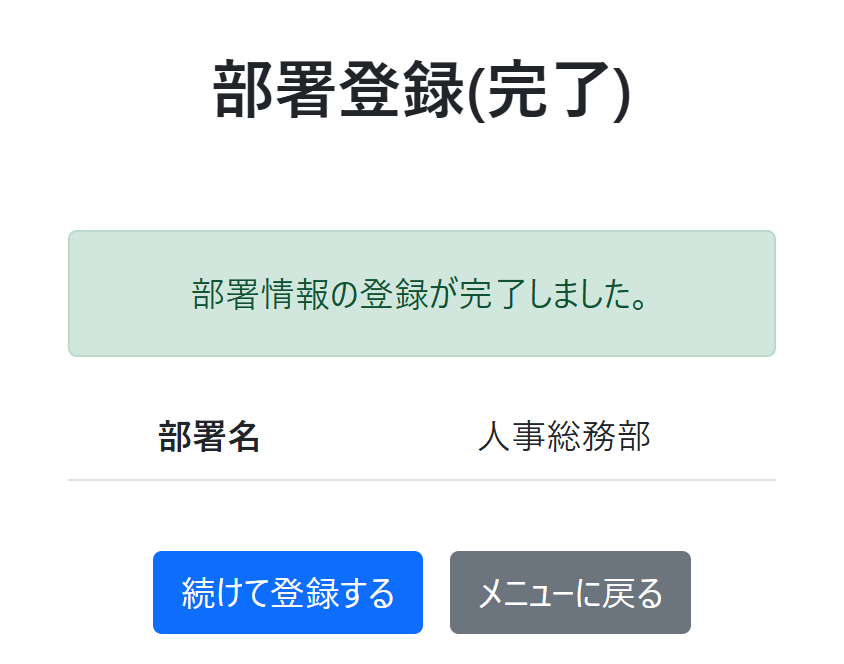 部署登録(完了)
部署情報の登録が完了しました。
部署名 人事総務部
続けて登録する メニューに戻る